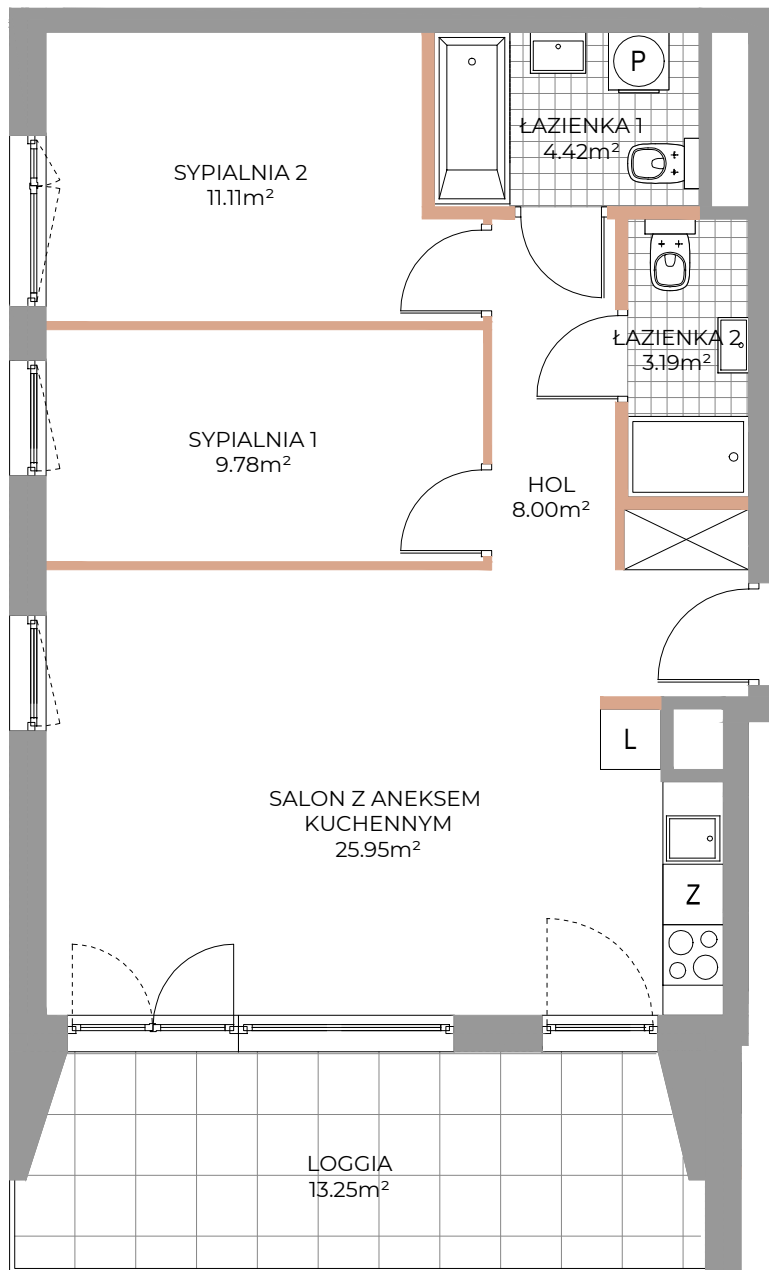 P
ŁAZIENKA 1
4.42m²
SYPIALNIA 2
11.11m²
ŁAZIENKA 2
3.19m²
SYPIALNIA 1
9.78m²
HOL
8.00m²
L
SALON Z ANEKSEM
KUCHENNYM
25.95m²
Z
LOGGIA
13.25m²